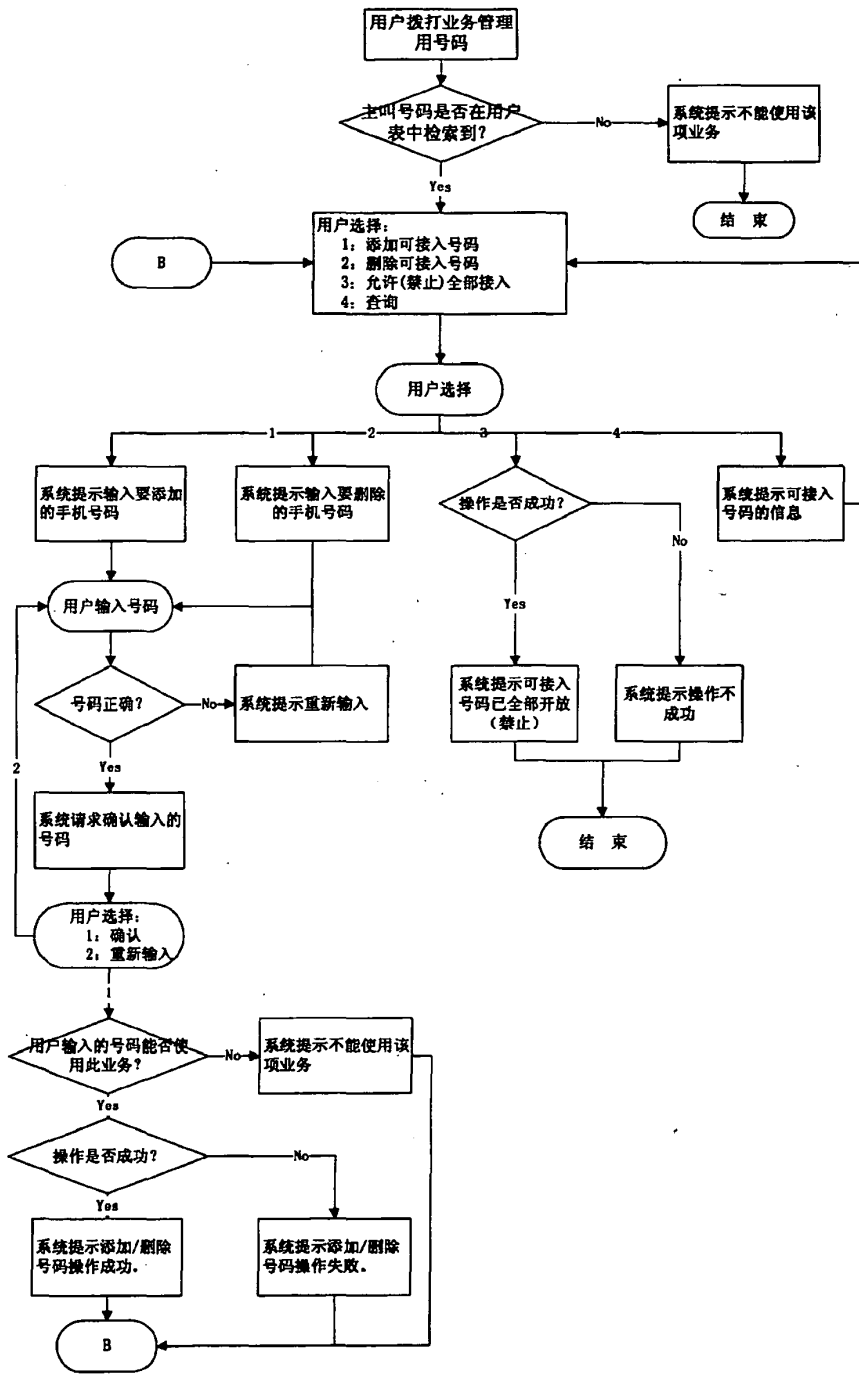 用户拨打业务管理
用号码
主叫号码是否在用户
表中检索到？
No
系统提示不能使用该
项业务
Yes
结 束
用户选择：
1：添加可接入号码
2：删除可接入号码
3：允许(禁止)全部接入
4：查询
B
用户选择
1
2
3
4
系统提示输入要添加
的手机号码
系统提示输入要删除
的手机号码
操作是否成功？
系统提示可接入
号码的信息
No
Yes
用户输入号码
号码正确？
No
系统提示重新输入
系统提示可接入
号码已全部开放
（禁止）
系统提示操作不
成功
2
Yes
系统请求确认输入的
号码
结 束
用户选择：
1：确认
2：重新输入
1
用户输入的号码能否使
用此业务？
No
系统提示不能使用该
项业务
Yes
操作是否成功？
No
Yes
系统提示添加/删除
号码操作成功。
系统提示添加/删除
号码操作失败。
B